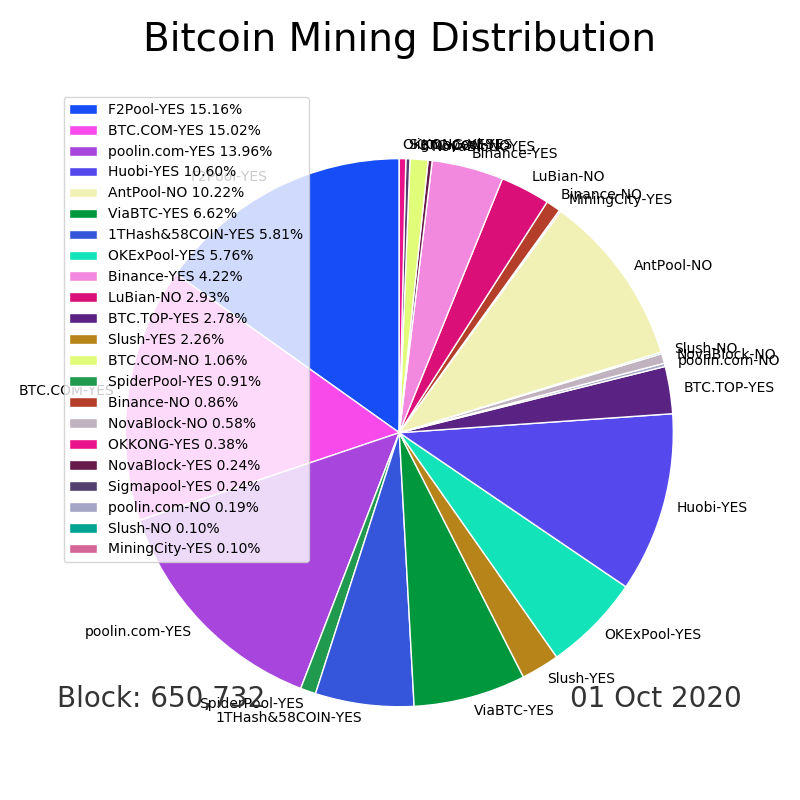 Bitcoin Mining Distribution
F2Pool-YES 15.16%
BTC.COM-YES 15.02%
poolin.com-YES 13.96%
Huobi-YES 10.60%
AntPool-NO 10.22%
ViaBTC-YES 6.62%
1THash&58COIN-YES 5.81%
OKExPool-YES 5.76%
Binance-YES 4.22%
LuBian-NO 2.93%
BTC.TOP-YES 2.78%
Slush-YES 2.26%
BTC.COM-NO 1.06%
SpiderPool-YES 0.91%
Binance-NO 0.86%
NovaBlock-NO 0.58%
OKKONG-YES 0.38%
NovaBlock-YES 0.24%
Sigmapool-YES 0.24%
poolin.com-NO 0.19%
Slush-NO 0.10%
MiningCity-YES 0.10%
F2Pool-YES
BTC.COM-YES
poolin.com-YES
SpiderPool-YES
1THash&58COIN-YES
ViaBTC-YES
Slush-YES
OKExPool-YES
Huobi-YES
BTC.TOP-YES
poolin.com-NO
NovaBlock-NO
Slush-NO
AntPool-NO
MiningCity-YES
Binance-NO
LuBian-NO
Binance-YES
Block: 650,732
01 Oct 2020